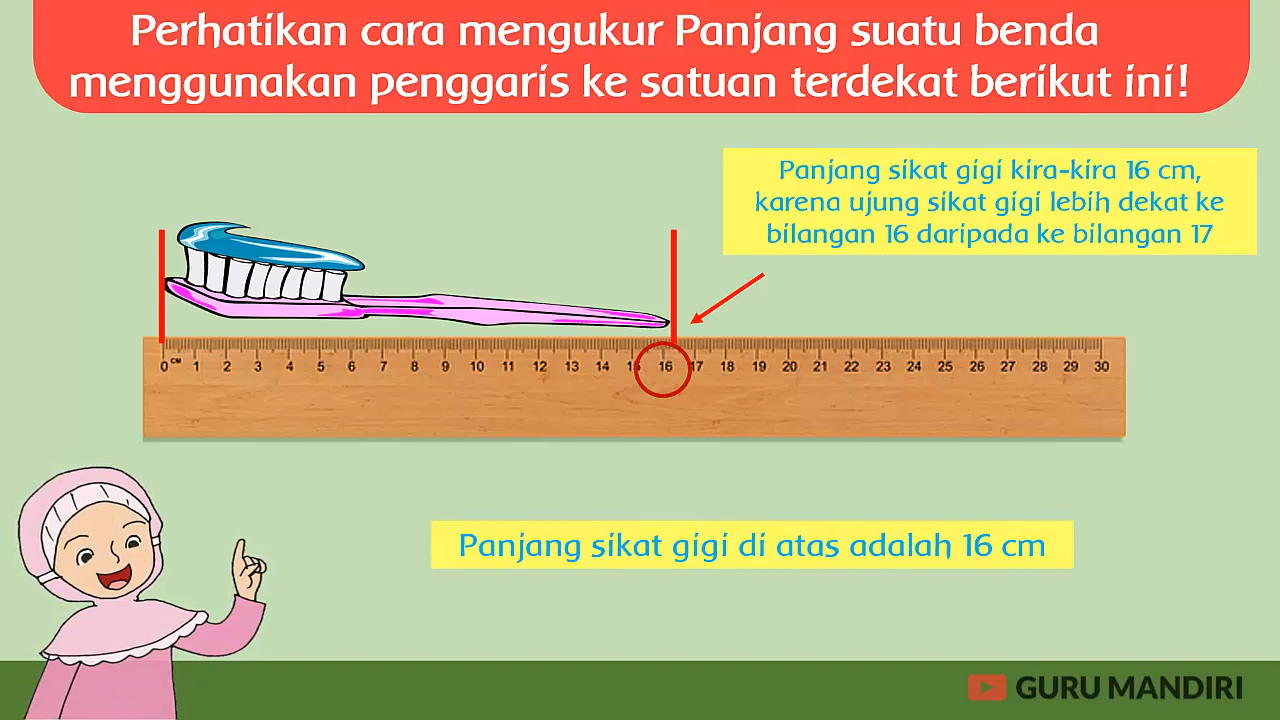 Perhatikan cara mengukur Panjang suatu benda
menggunakan penggaris ke satuan terdekat berikut ini!
Panjang sikat gigi kira-kira 16 cm,
karena ujung sikat gigi lebih dekat ke
bilangan 16 daripada ke bilangan 17
0 CM 1 2 3 4 5 6 7 8 9 10 11 12 13 14 15 16 17 18 19 20 21 22 23 24 25 26 27 28 29 30
Panjang sikat gigi di atas adalah 16 cm
GURU MANDIRI